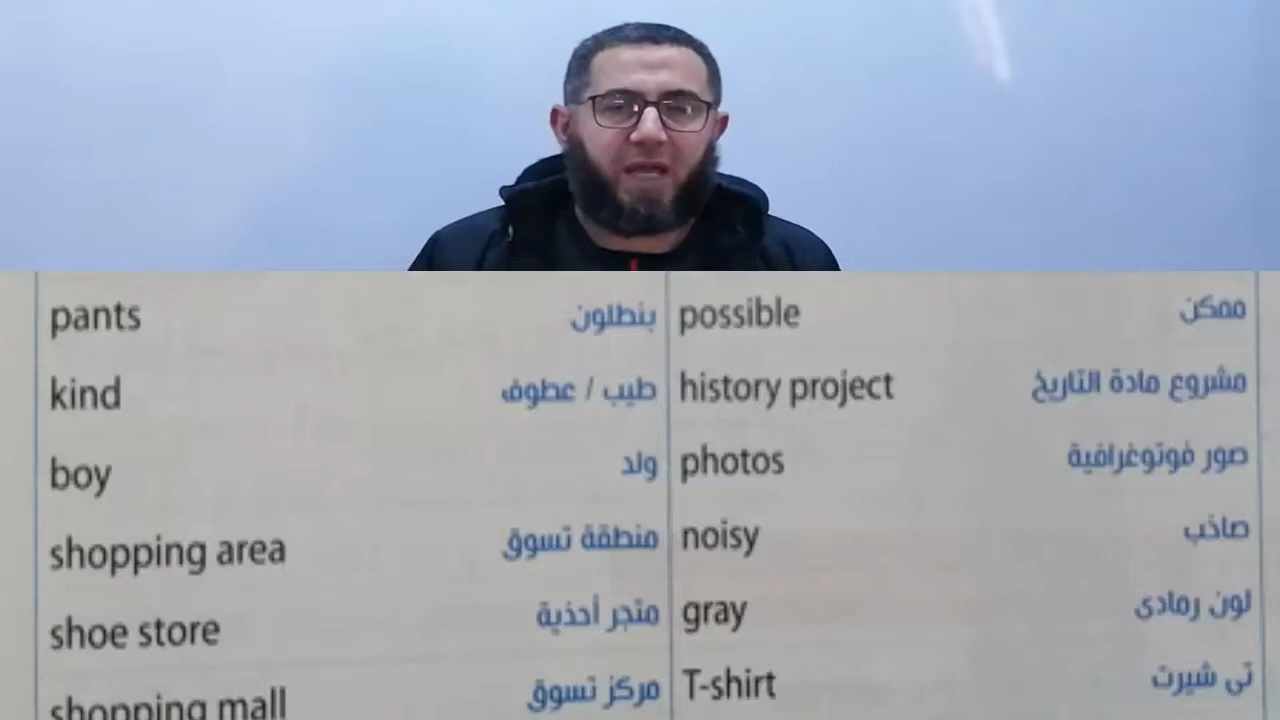 pants بنطلون
kind طيب / عطوف
boy ولد
shopping area منطقة تسوق
shoe store متجر أحذية
shopping mall مركز تسوق
possible ممكن
history project مشروع مادة التاريخ
photos صور فوتوغرافية
noisy صاخب
gray لون رمادى
T-shirt تى شيرت